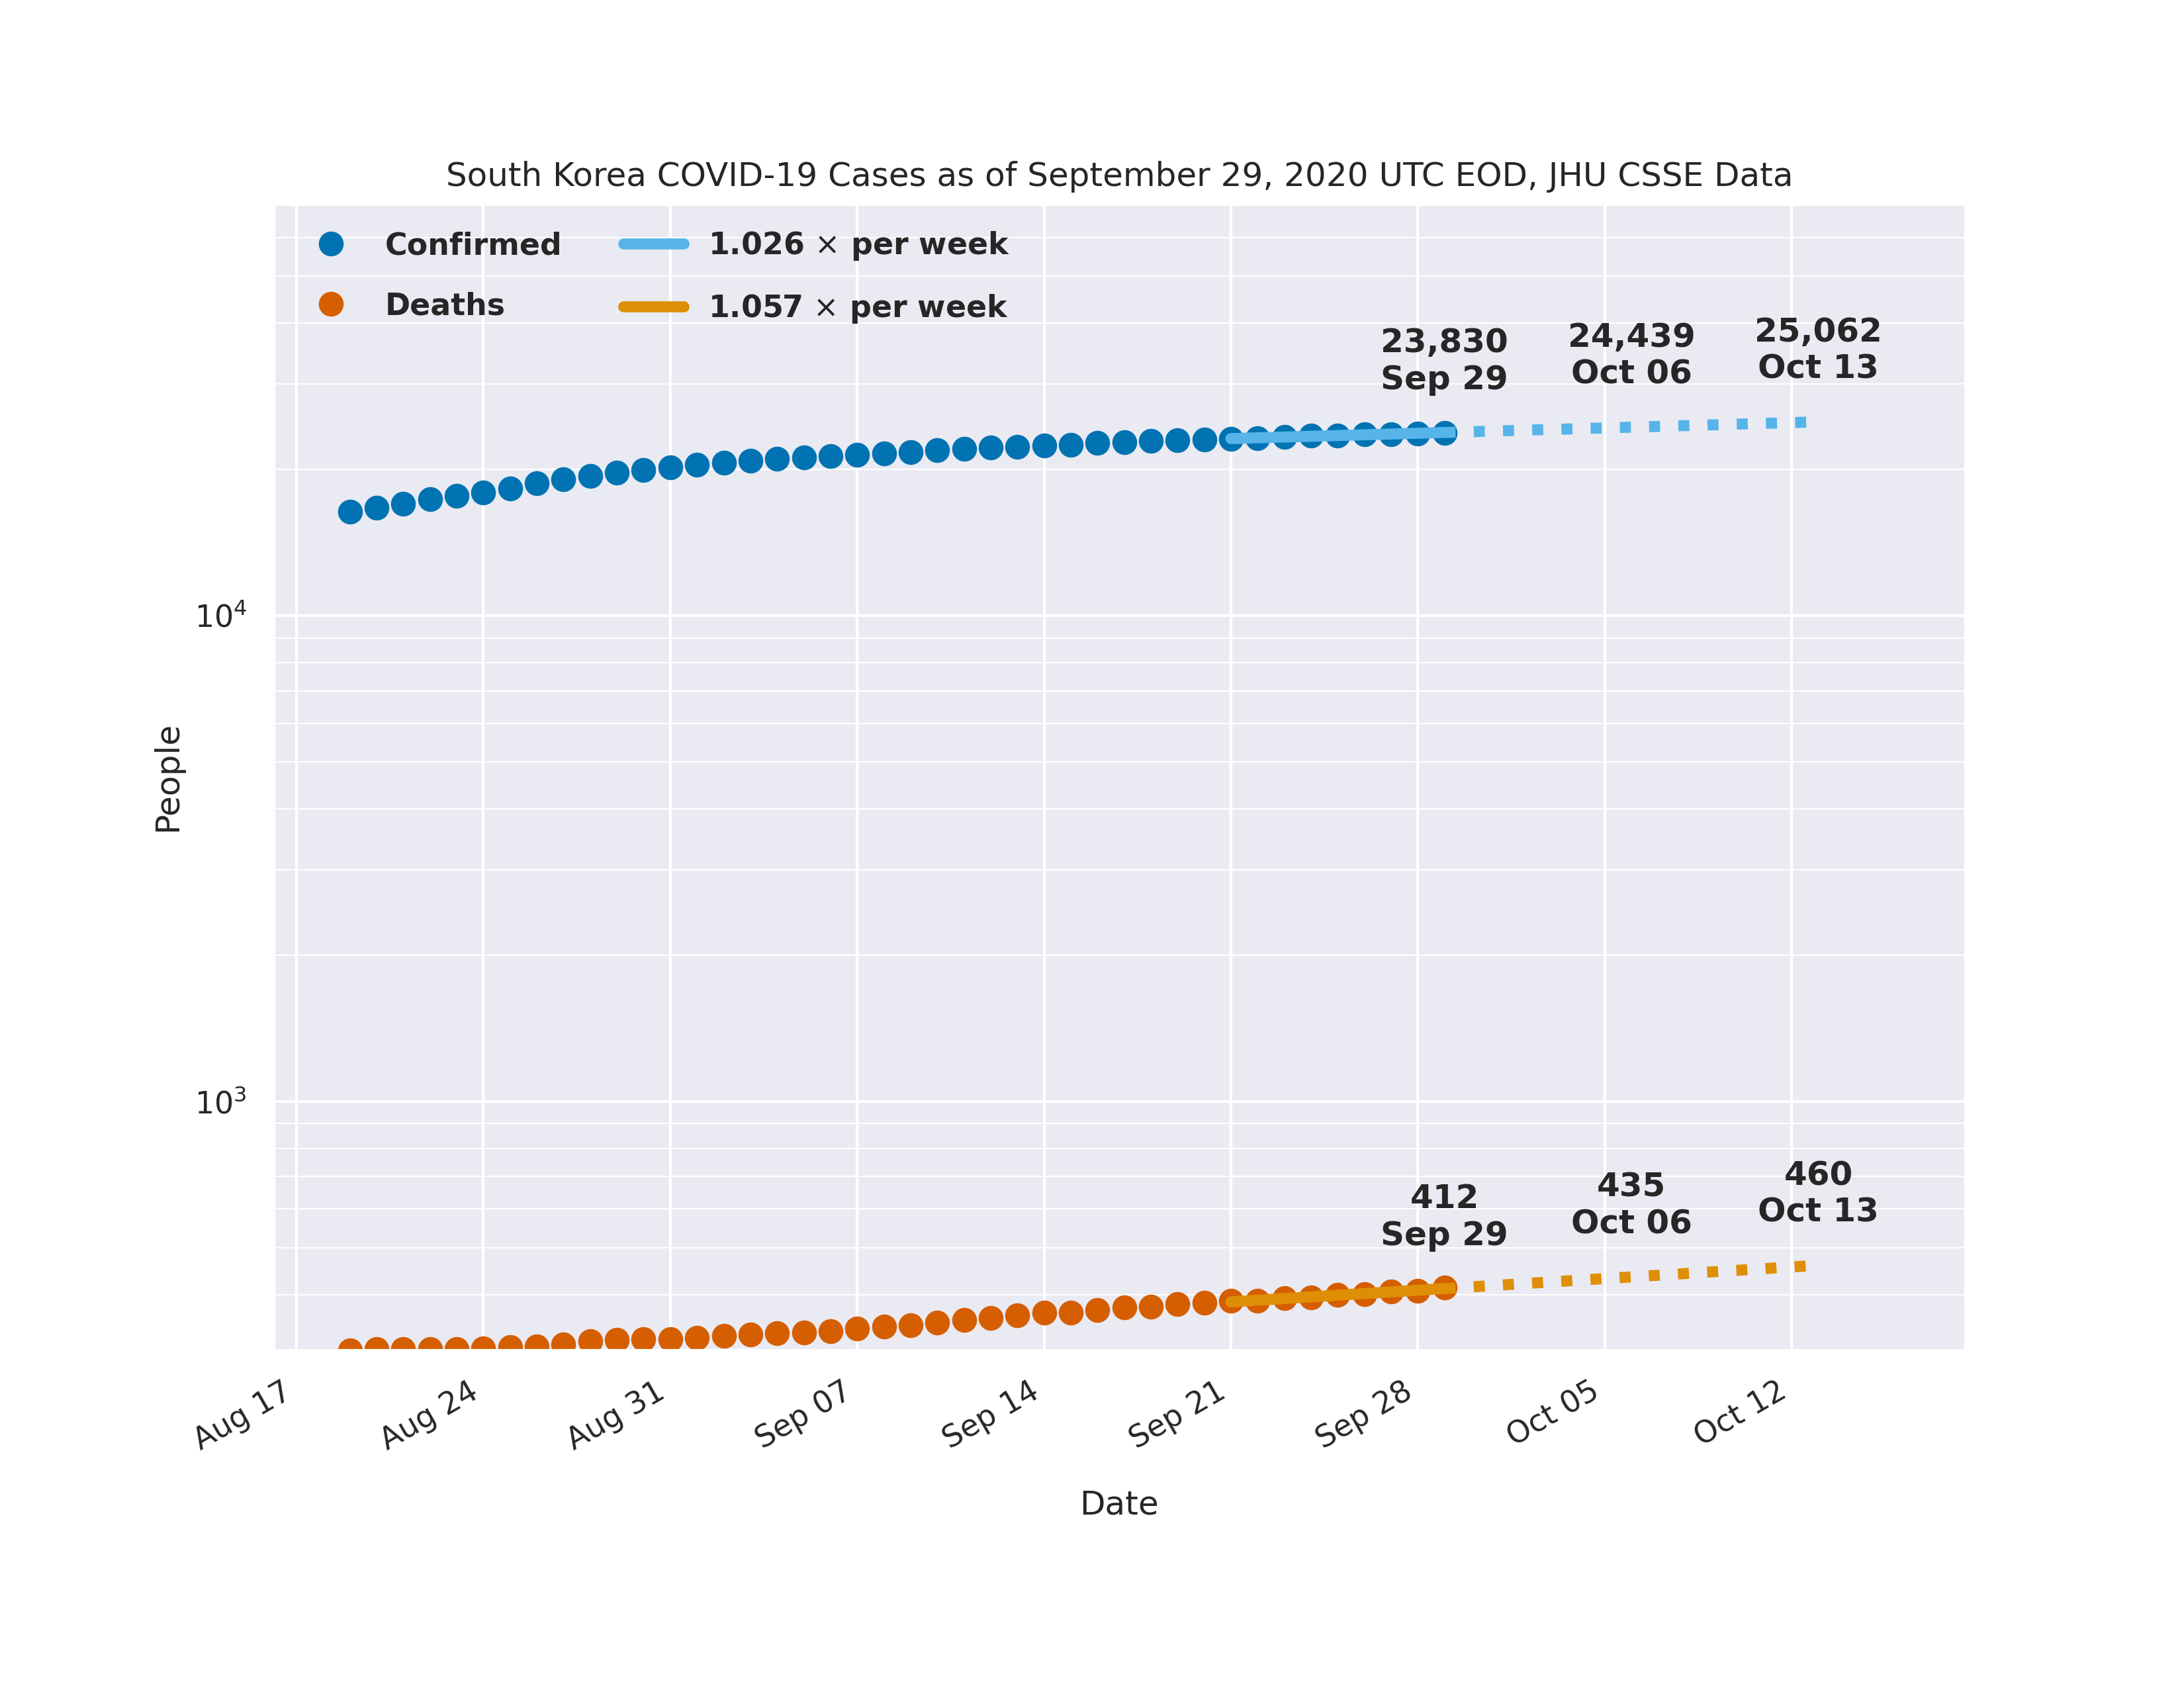 South Korea COVID-19 Cases as of September 29, 2020 UTC EOD, JHU CSSE Data
Confirmed
Deaths
1.026 × per week
1.057 × per week
23,830
Sep 29
24,439
Oct 06
25,062
Oct 13
10⁴
10³
People
412
Sep 29
435
Oct 06
460
Oct 13
Aug 17
Aug 24
Aug 31
Sep 07
Sep 14
Sep 21
Sep 28
Oct 05
Oct 12
Date